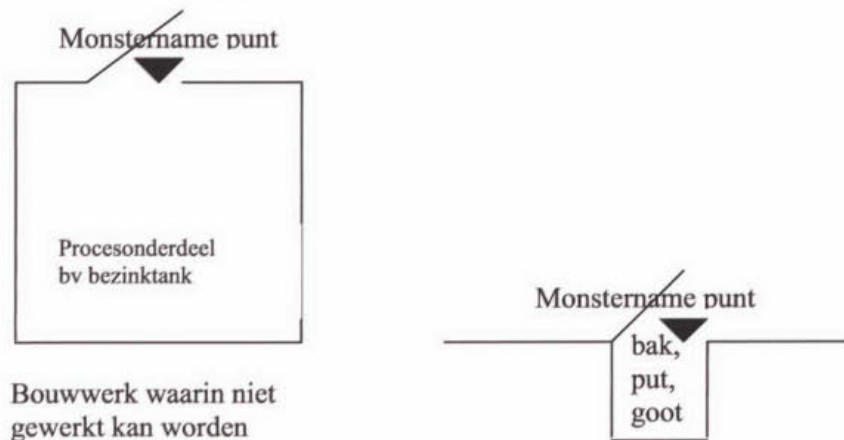 Monstername punt
Procesonderdeel
bv bezinktank
Bouwwerk waarin niet
gewerkt kan worden
Monstername punt
bak,
put,
goot